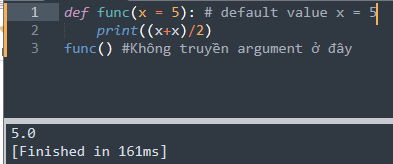 1 def func(x = 5): # default value x = 5
2 print((x+x)/2)
3 func() #Không truyền argument ở đây
5.0
[Finished in 161ms]